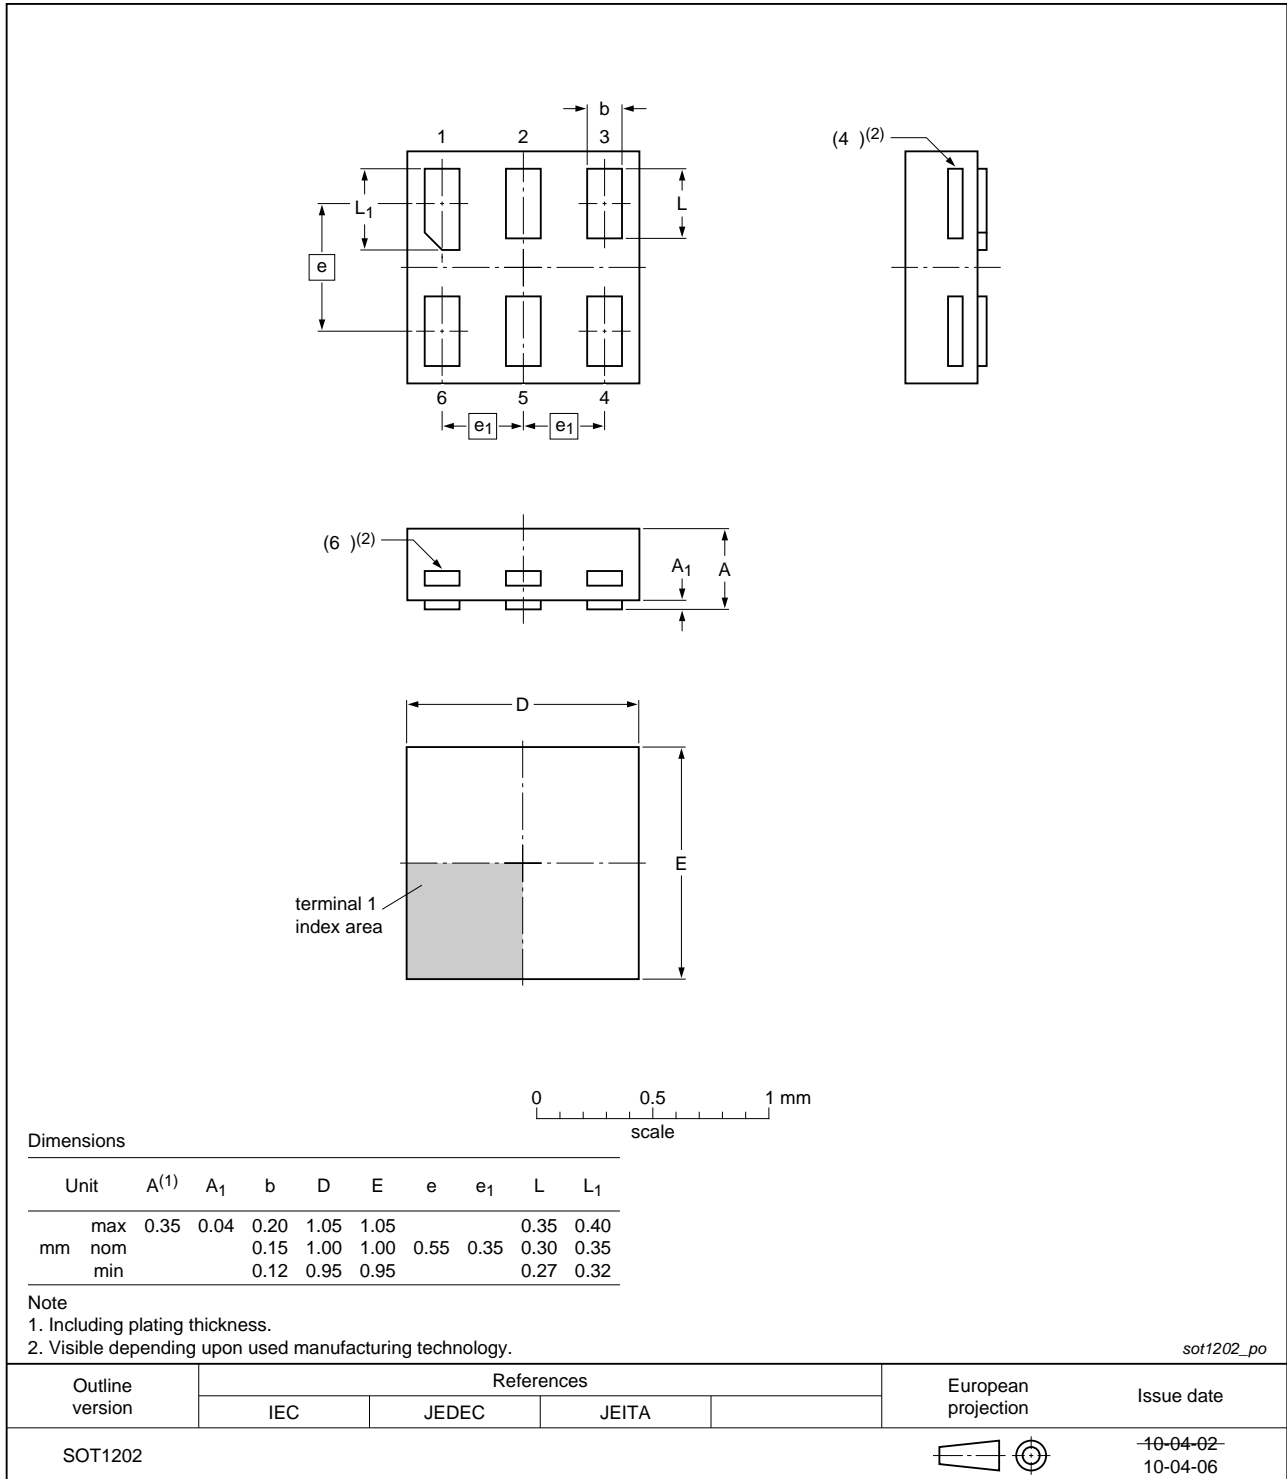 b
1 2 3
(4 )(2)
L1
L
e
6 5 4
e1 e1
(6 )(2)
A1 A
D
E
terminal 1
index area
0 0.5 1 mm
scale
Dimensions
Unit A(1) A1 b D E e e1 L L1
max 0.35 0.04 0.20 1.05 1.05 0.35 0.40
mm nom 0.15 1.00 1.00 0.55 0.35 0.30 0.35
min 0.12 0.95 0.95 0.27 0.32
Note
1. Including plating thickness.
2. Visible depending upon used manufacturing technology.
sot1202_po
Outline
version
References
IEC JEDEC JEITA
European
projection
Issue date
SOT1202
10-04-02
10-04-06